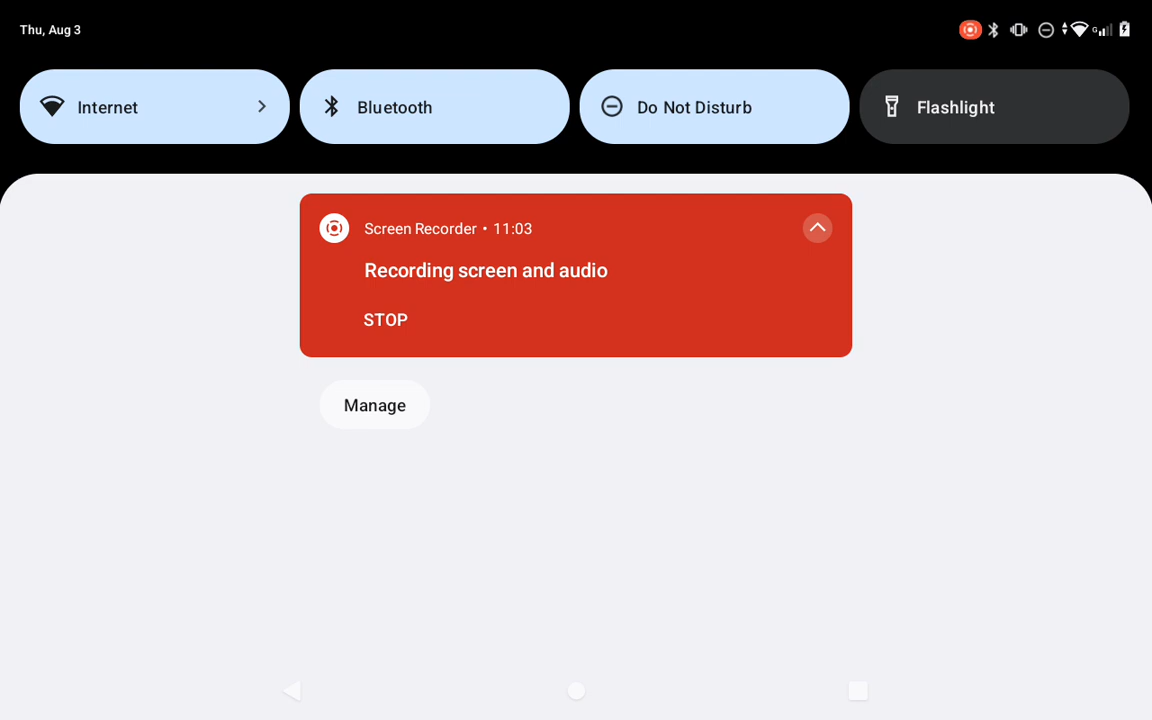 Thu, Aug 3
G
Internet
Bluetooth
Do Not Disturb
Flashlight
Screen Recorder • 11:03
Recording screen and audio
STOP
Manage